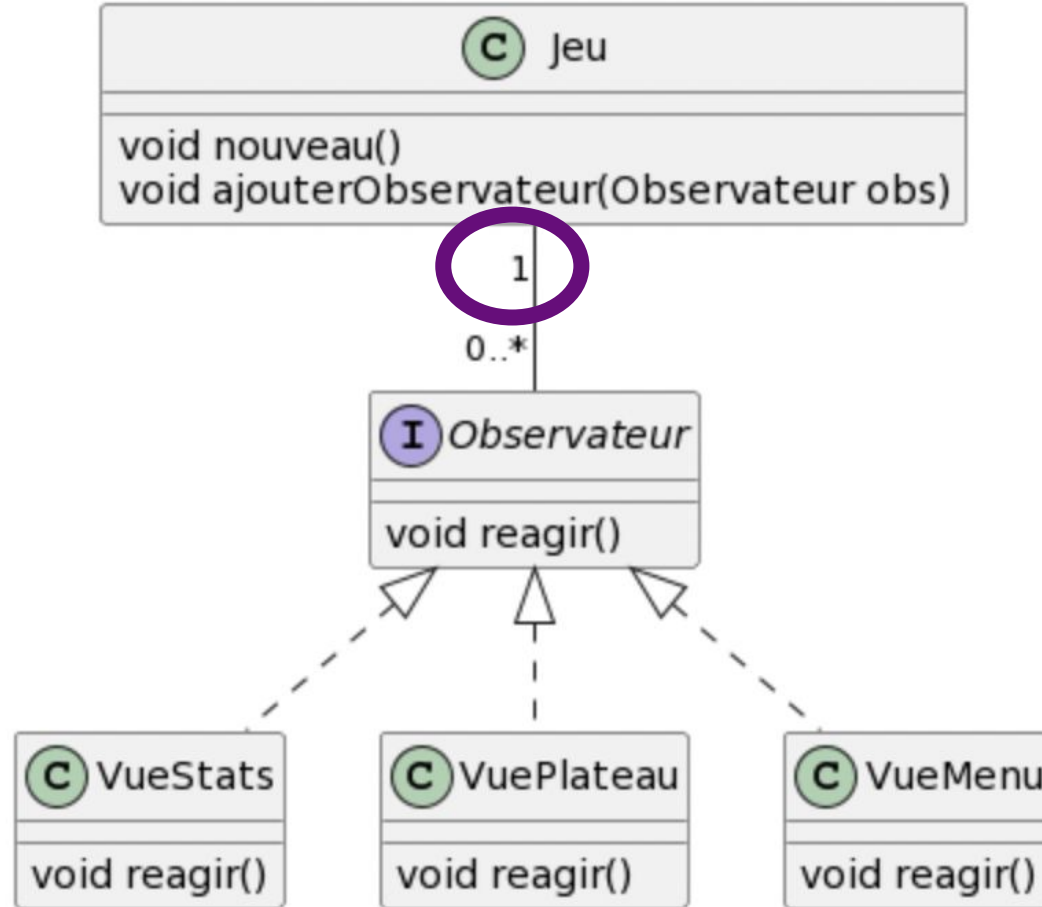 C Jeu
void nouveau()
void ajouterObservateur(Observateur obs)
1
0..*
I Observateur
void reagir()
C VueStats
C VuePlateau
C VueMenu
void reagir()
void reagir()
void reagir()